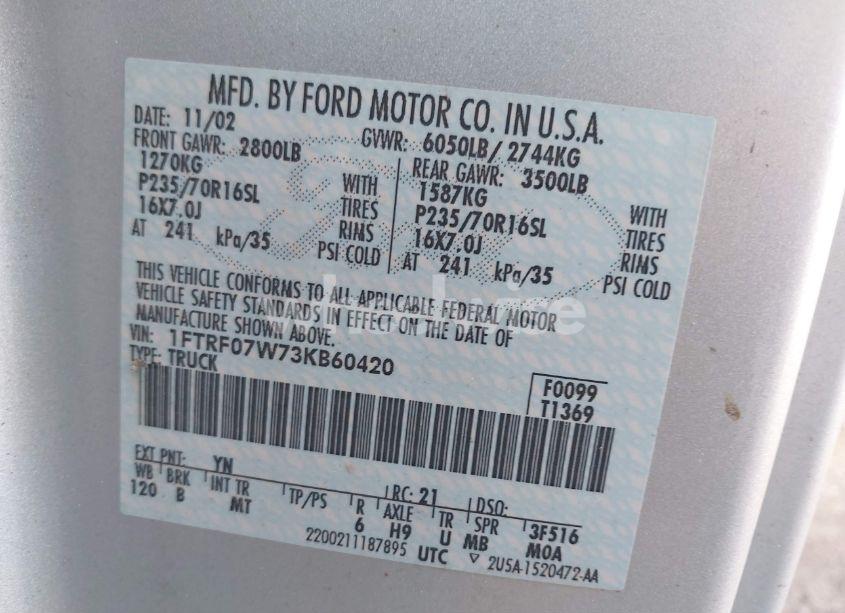 MFD. BY FORD MOTOR CO. IN U.S.A.
DATE: 11/02 GVWR: 6050LB/ 2744KG
FRONT GAWR: 2800LB REAR GAWR: 3500LB
1270KG WITH 1587KG WITH
P235/70R16SL TIRES P235/70R16SL TIRES
16X7.0J RIMS 16X7.0J RIMS
AT 241 kPa/35 PSI COLD AT 241 kPa/35 PSI COLD
THIS VEHICLE CONFORMS TO ALL APPLICABLE FEDERAL MOTOR
VEHICLE SAFETY STANDARDS IN EFFECT ON THE DATE OF
MANUFACTURE SHOWN ABOVE.
VIN: 1FTRF07W73KB60420
TYPE: TRUCK
F0099
T1369
EXT PNT: YN RC: 21 DSO:
WB BRK INT TR TP/PS R AXLE TR SPR 3F516
120 B MT 6 H9 U MB MOA
2200211187895 UTC ▽ 2U5A-1520472-AA